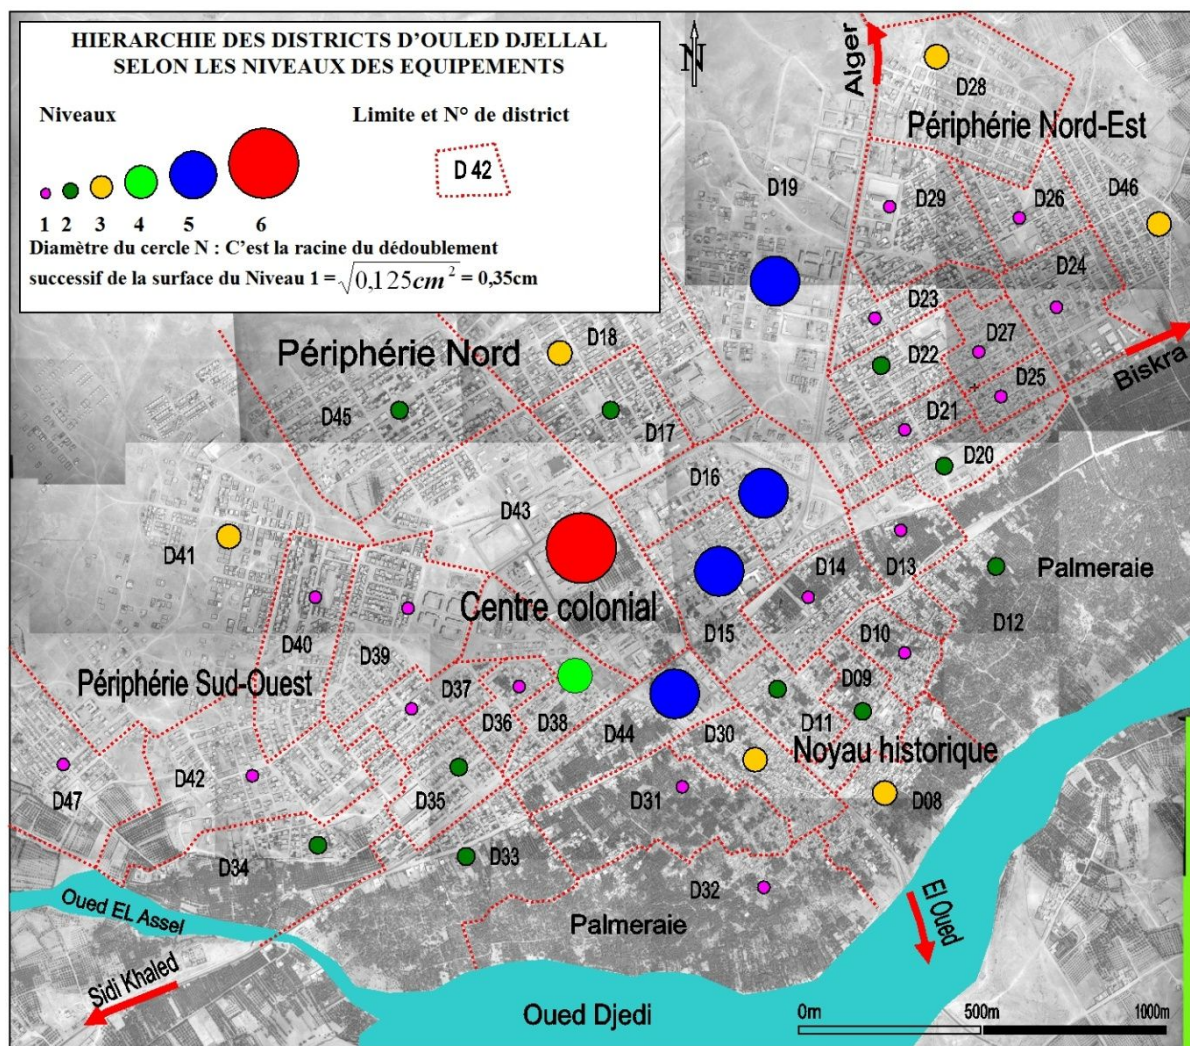 HIERARCHIE DES DISTRICTS D'OULED DJELLAL
SELON LES NIVEAUX DES EQUIPEMENTS
Niveaux
Limite et N° de district
D 42
1 2 3 4 5 6
Diamètre du cercle N : C'est la racine du dédoublement
successif de la surface du Niveau 1 = √0,125cm² = 0,35cm
N
Alger
D28
Périphérie Nord-Est
D19
D29
D26
D46
D24
D23
D27
D22
D25
Biskra
D18
Périphérie Nord
D45
D17
D21
D20
D16
D43
D41
D14
D13
Palmeraie
Centre colonial
D15
D12
D10
D40
D39
D37
D09
Périphérie Sud-Ouest
D36
D38
D44
D30
D11
Noyau historique
D47
D42
D35
D31
D08
D34
D33
D32
Oued EL Assel
Palmeraie
El Oued
Sidi Khaled
Oued Djedi
0m 500m 1000m